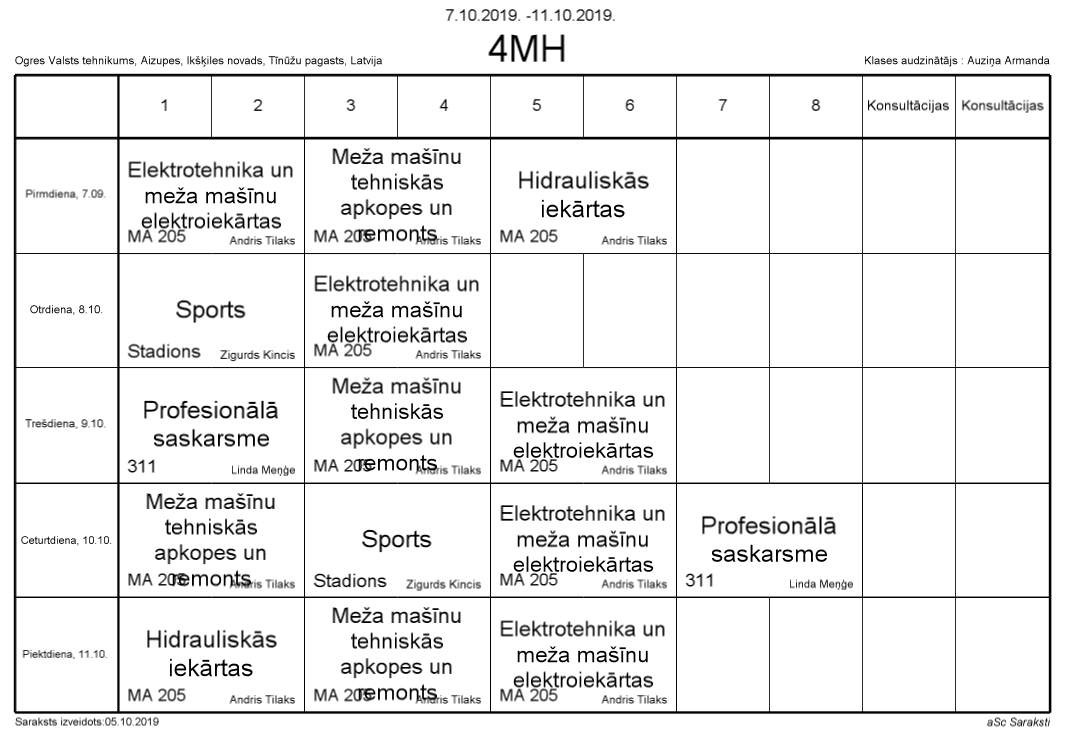 7.10.2019. -11.10.2019.
4MH
Ogres Valsts tehnikums, Aizupes, Ikšķiles novads, Tīnūžu pagasts, Latvija
Klases audzinātājs : Auziņa Armanda
1 2 3 4 5 6 7 8 Konsultācijas Konsultācijas
Pirmdiena, 7.09.
Elektrotehnika un
meža mašīnu
elektroiekārtas
MA 205 Andris Tilaks
Meža mašīnu
tehniskās
apkopes un
remonts
MA 205 Andris Tilaks
Hidrauliskās
iekārtas
MA 205 Andris Tilaks
Otrdiena, 8.10.
Sports
Stadions Zigurds Kincis
Elektrotehnika un
meža mašīnu
elektroiekārtas
MA 205 Andris Tilaks
Trešdiena, 9.10.
Profesionālā
saskarsme
311 Linda Meņģe
Meža mašīnu
tehniskās
apkopes un
remonts
MA 205 Andris Tilaks
Elektrotehnika un
meža mašīnu
elektroiekārtas
MA 205 Andris Tilaks
Ceturtdiena, 10.10.
Meža mašīnu
tehniskās
apkopes un
remonts
MA 205 Andris Tilaks
Sports
Stadions Zigurds Kincis
Elektrotehnika un
meža mašīnu
elektroiekārtas
MA 205 Andris Tilaks
Profesionālā
saskarsme
311 Linda Meņģe
Piektdiena, 11.10.
Hidrauliskās
iekārtas
MA 205 Andris Tilaks
Meža mašīnu
tehniskās
apkopes un
remonts
MA 205 Andris Tilaks
Elektrotehnika un
meža mašīnu
elektroiekārtas
MA 205 Andris Tilaks
Saraksts izveidots:05.10.2019
aSc Saraksti